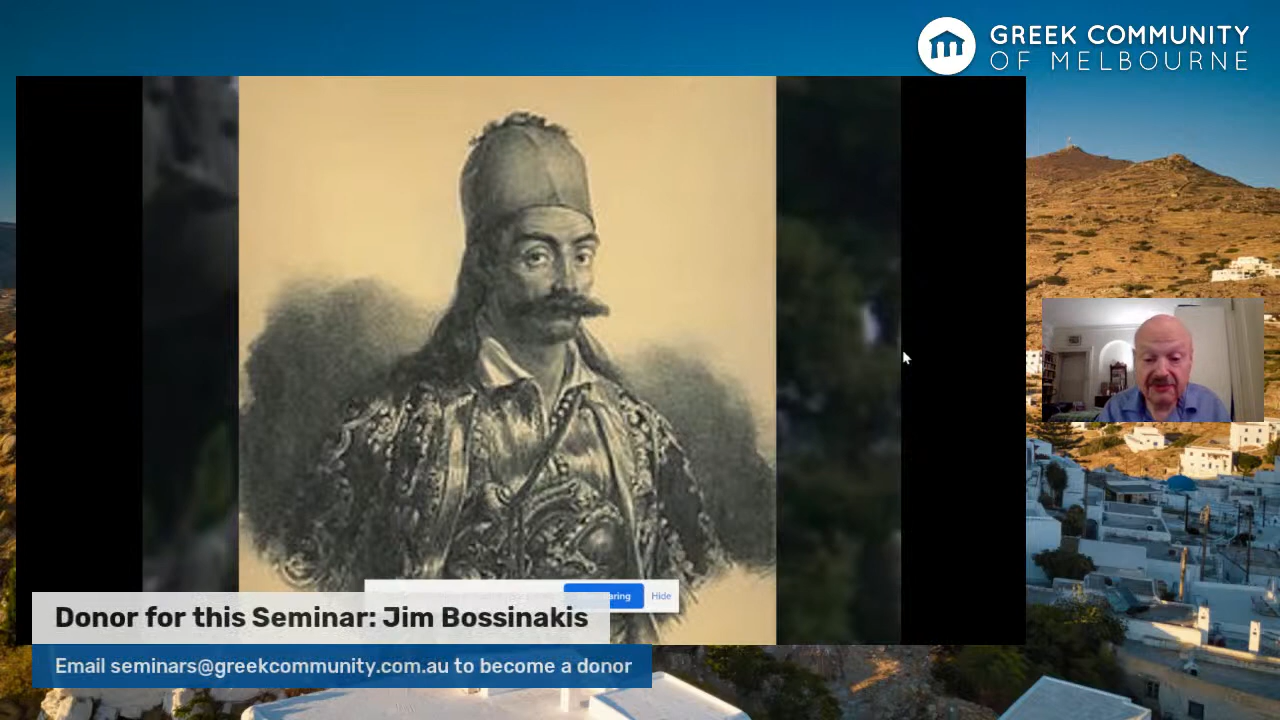 GREEK COMMUNITY
OF MELBOURNE
aring
Hide
Donor for this Seminar: Jim Bossinakis
Email seminars@greekcommunity.com.au to become a donor